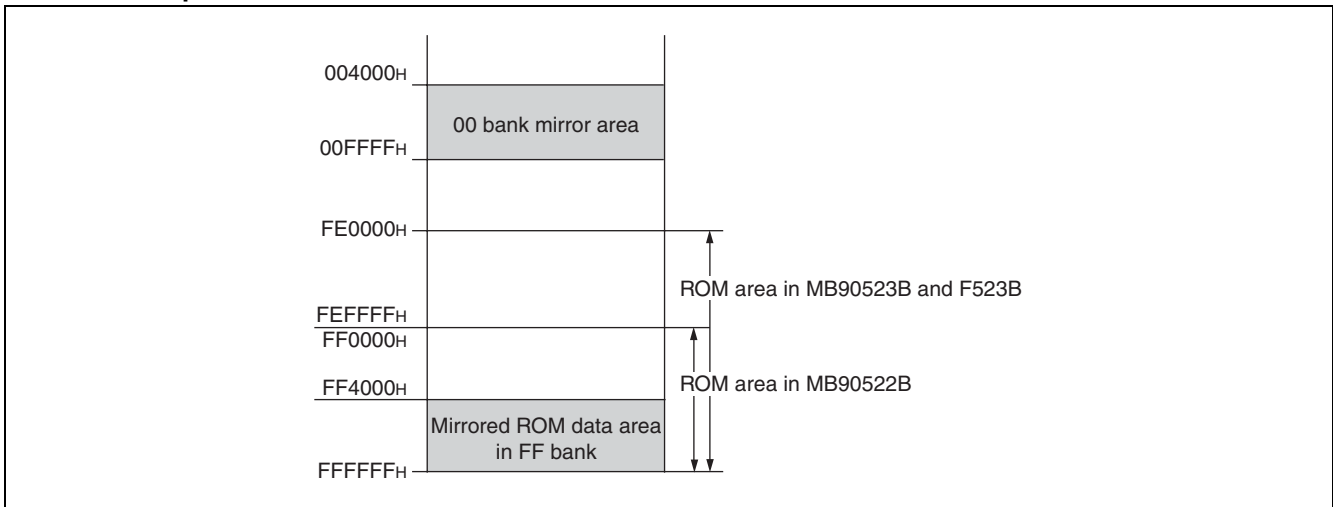 004000H
00 bank mirror area
00FFFFH
FE0000H
ROM area in MB90523B and F523B
FEFFFFH
FF0000H
FF4000H
ROM area in MB90522B
Mirrored ROM data area
in FF bank
FFFFFFH